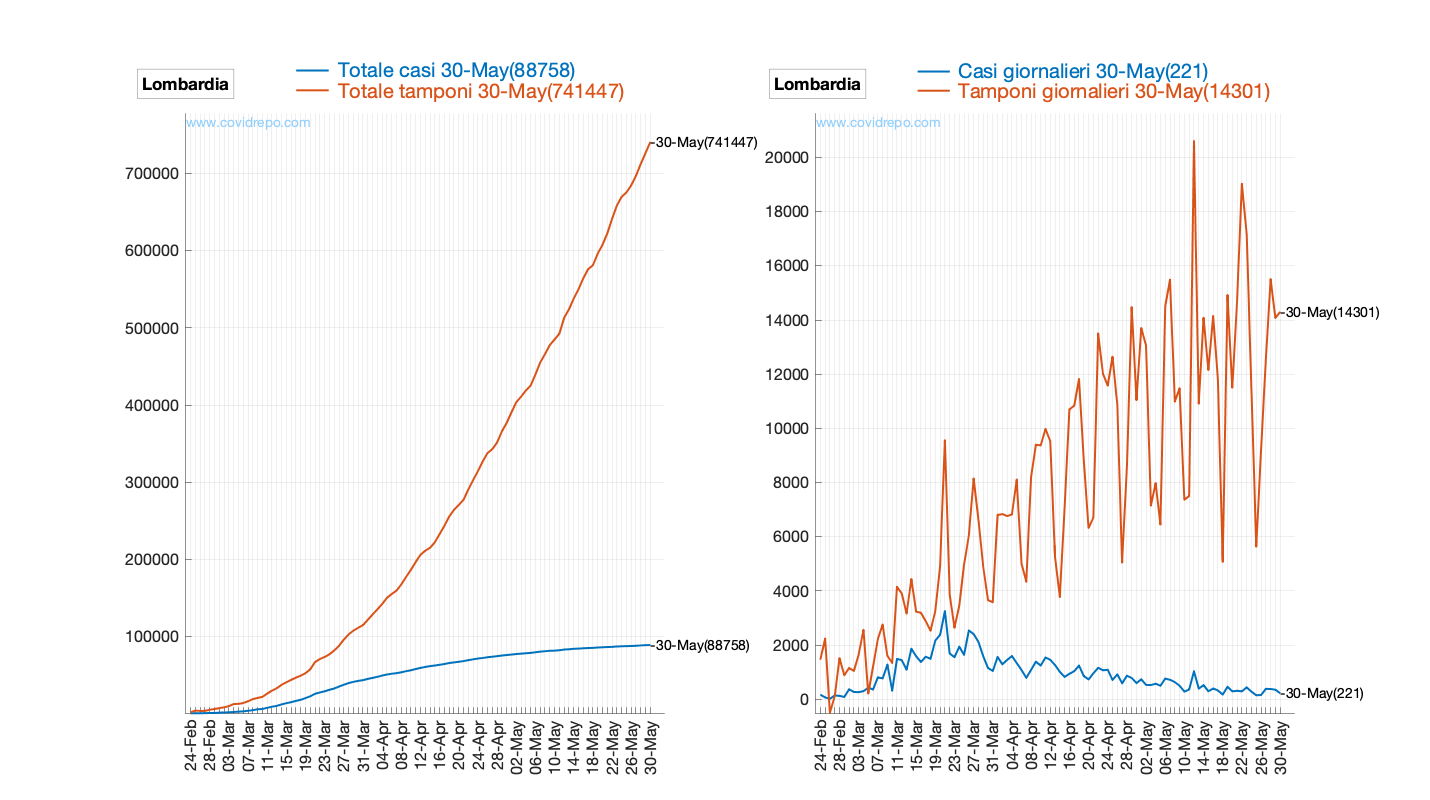 Lombardia
Totale casi 30-May(88758)
Totale tamponi 30-May(741447)
www.covidrepo.com
30-May(741447)
700000
600000
500000
400000
300000
200000
100000
30-May(88758)
24-Feb
28-Feb
03-Mar
07-Mar
11-Mar
15-Mar
19-Mar
23-Mar
27-Mar
31-Mar
04-Apr
08-Apr
12-Apr
16-Apr
20-Apr
24-Apr
28-Apr
02-May
06-May
10-May
14-May
18-May
22-May
26-May
30-May
Lombardia
Casi giornalieri 30-May(221)
Tamponi giornalieri 30-May(14301)
www.covidrepo.com
20000
18000
16000
14000
30-May(14301)
12000
10000
8000
6000
4000
2000
0
30-May(221)
24-Feb
28-Feb
03-Mar
07-Mar
11-Mar
15-Mar
19-Mar
23-Mar
27-Mar
31-Mar
04-Apr
08-Apr
12-Apr
16-Apr
20-Apr
24-Apr
28-Apr
02-May
06-May
10-May
14-May
18-May
22-May
26-May
30-May